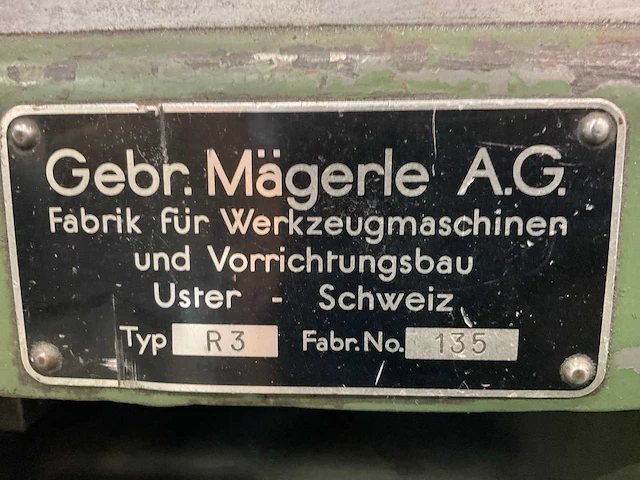 Gebr. Mägerle A.G.
Fabrik für Werkzeugmaschinen
und Vorrichtungsbau
Uster - Schweiz
Typ R3 Fabr.No. 135